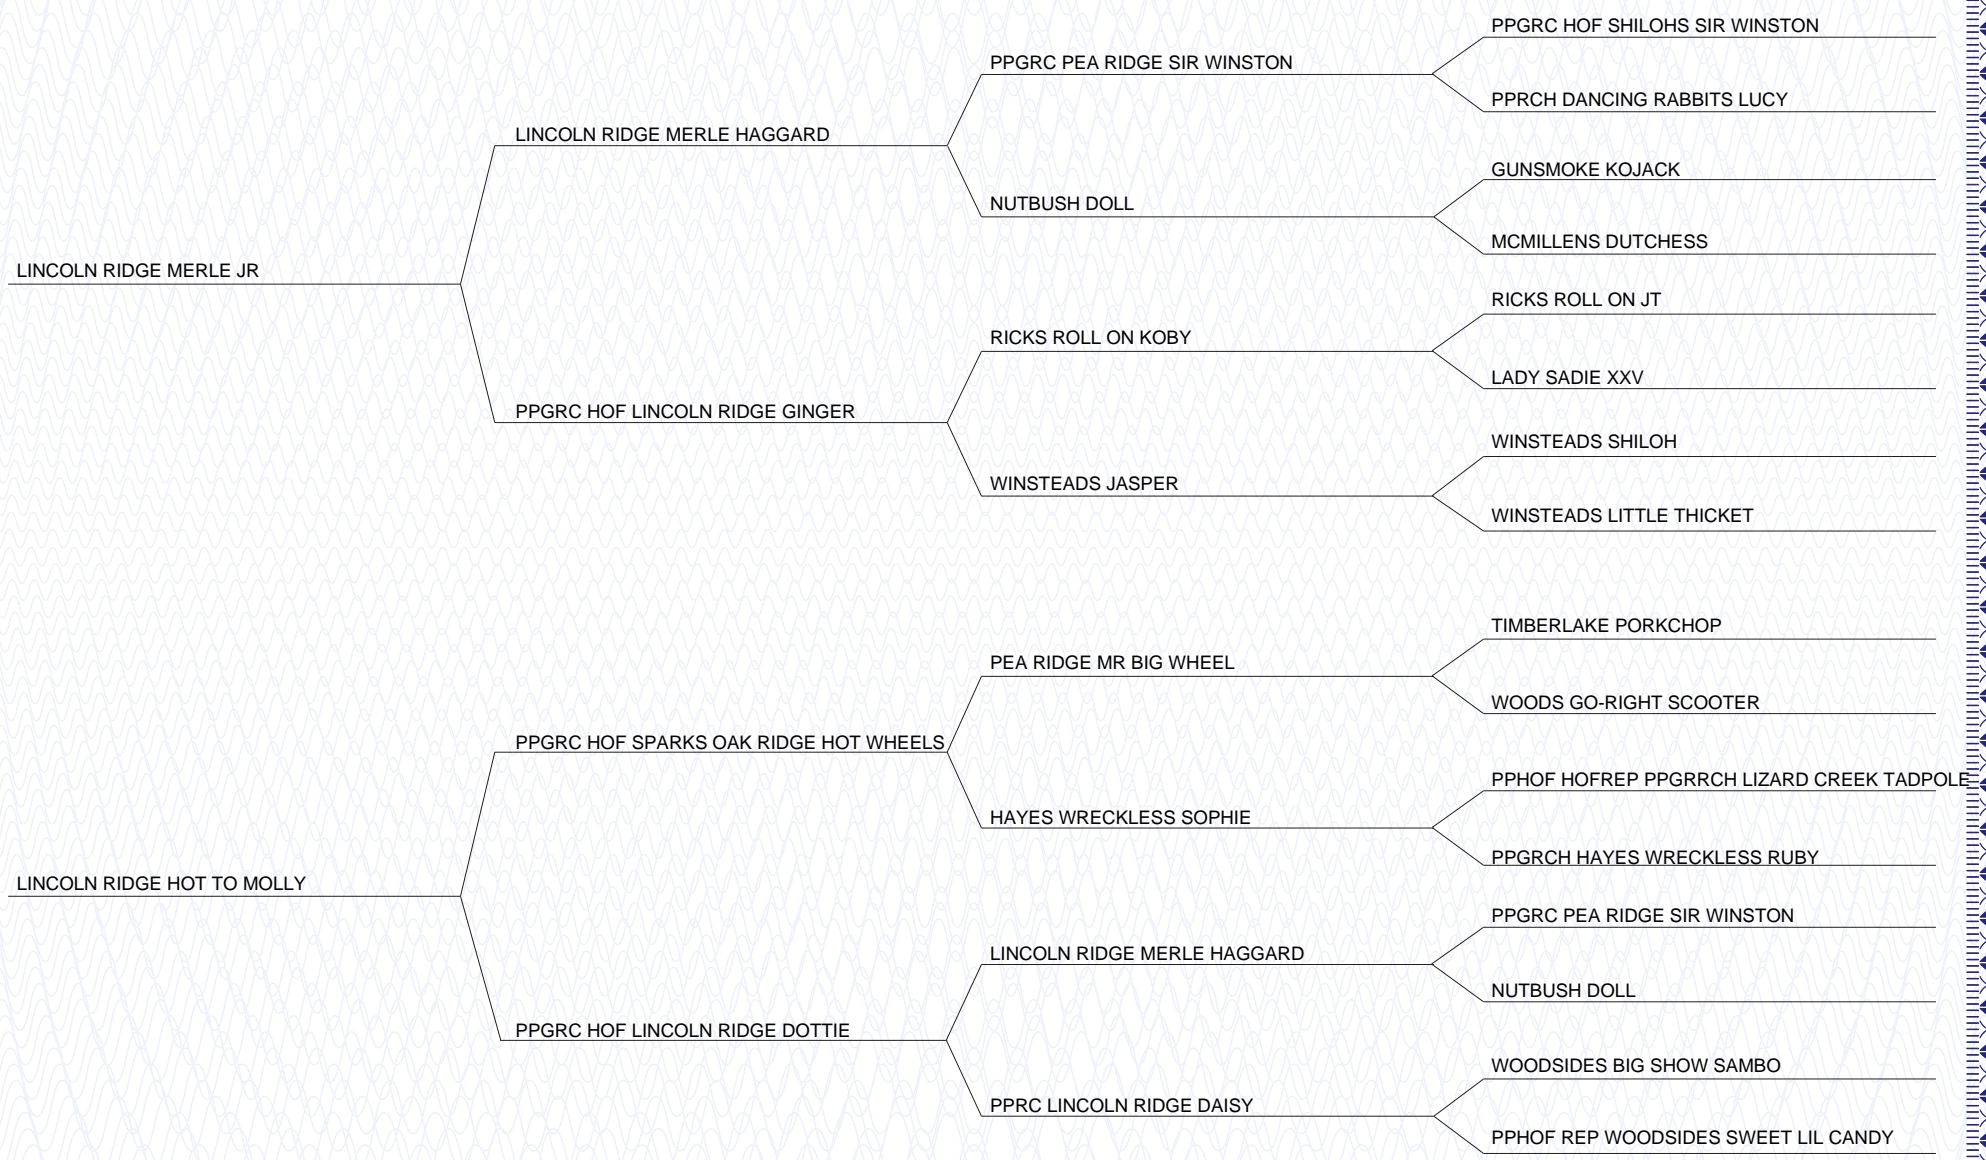 PPGRC HOF SHILOHS SIR WINSTON
PPGRC PEA RIDGE SIR WINSTON
PPRCH DANCING RABBITS LUCY
LINCOLN RIDGE MERLE HAGGARD
GUNSMOKE KOJACK
NUTBUSH DOLL
MCMILLENS DUTCHESS
LINCOLN RIDGE MERLE JR
RICKS ROLL ON JT
RICKS ROLL ON KOBY
LADY SADIE XXV
PPGRC HOF LINCOLN RIDGE GINGER
WINSTEADS SHILOH
WINSTEADS JASPER
WINSTEADS LITTLE THICKET
TIMBERLAKE PORKCHOP
PEA RIDGE MR BIG WHEEL
WOODS GO-RIGHT SCOOTER
PPGRC HOF SPARKS OAK RIDGE HOT WHEELS
PPHOF HOFREP PPGRRCH LIZARD CREEK TADPOLE
HAYES WRECKLESS SOPHIE
PPGRCH HAYES WRECKLESS RUBY
LINCOLN RIDGE HOT TO MOLLY
PPGRC PEA RIDGE SIR WINSTON
LINCOLN RIDGE MERLE HAGGARD
NUTBUSH DOLL
PPGRC HOF LINCOLN RIDGE DOTTIE
WOODSIDES BIG SHOW SAMBO
PPRC LINCOLN RIDGE DAISY
PPHOF REP WOODSIDES SWEET LIL CANDY